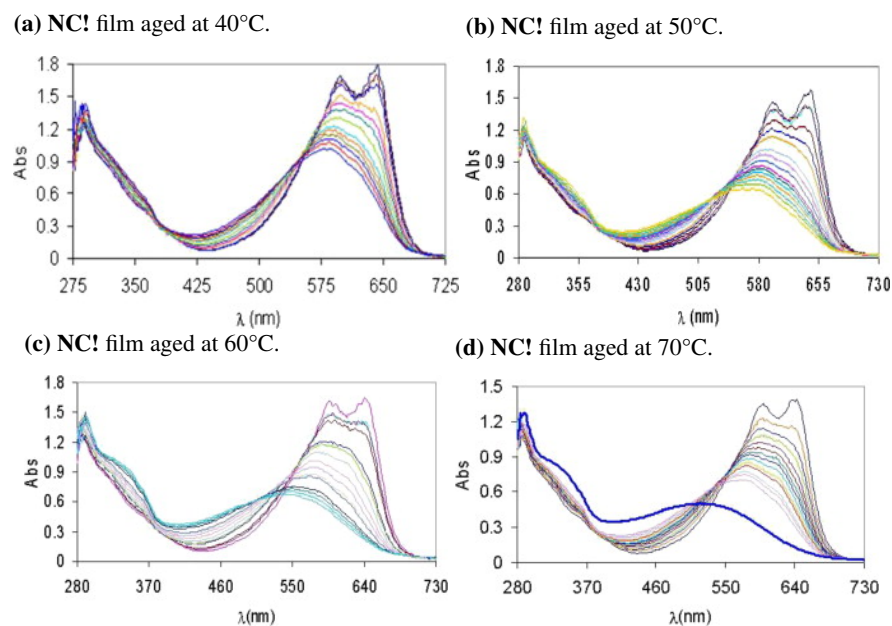 (a) NC! film aged at 40°C.
(b) NC! film aged at 50°C.
1.8
1.5
1.2
0.9
0.6
0.3
0
Abs
275 350 425 500 575 650 725
λ (nm)
1.8
1.5
1.2
0.9
0.6
0.3
0
Abs
280 355 430 505 580 655 730
λ (nm)
(c) NC! film aged at 60°C.
(d) NC! film aged at 70°C.
1.8
1.5
1.2
0.9
0.6
0.3
0
Abs
280 370 460 550 640 730
λ(nm)
1.5
1.2
0.9
0.6
0.3
0
Abs
280 370 460 550 640 730
λ(nm)